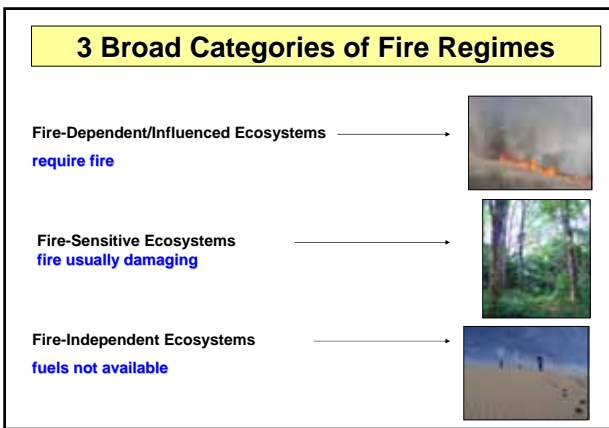 3 Broad Categories of Fire Regimes
Fire-Dependent/Influenced Ecosystems
require fire
Fire-Sensitive Ecosystems
fire usually damaging
Fire-Independent Ecosystems
fuels not available